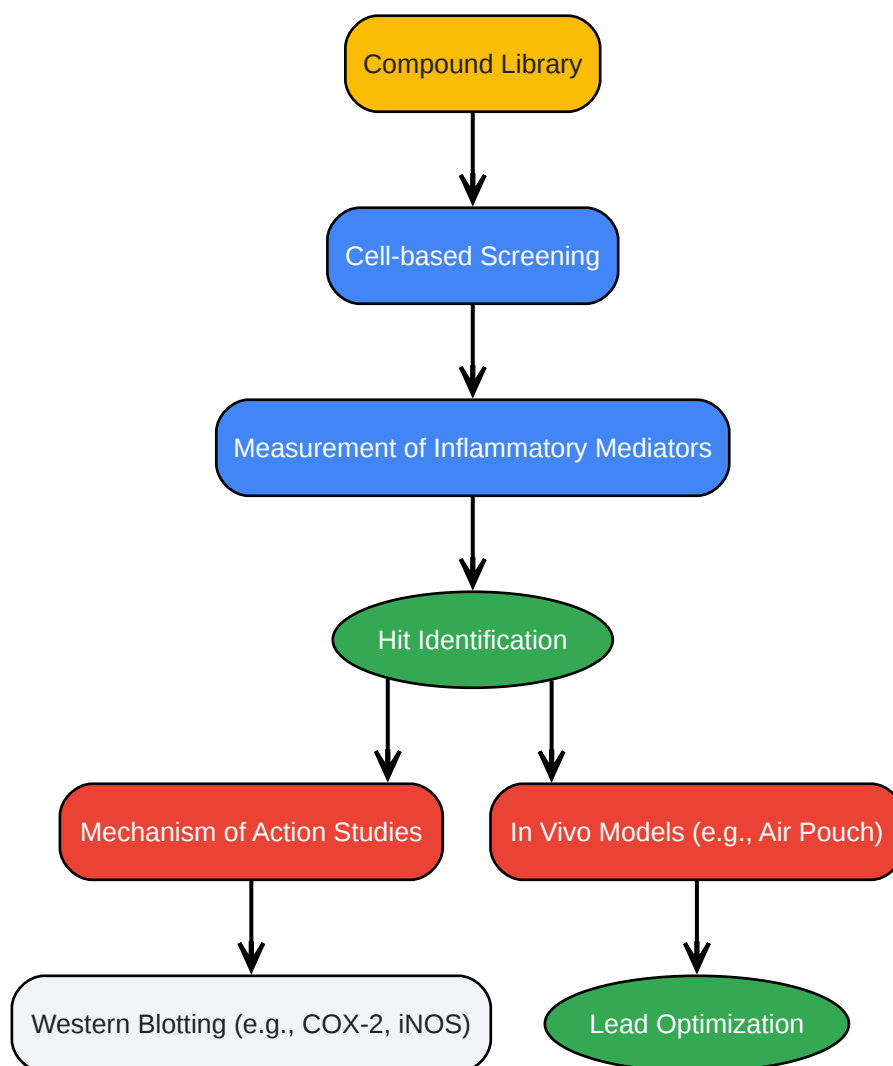 Compound Library
Cell-based Screening
Measurement of Inflammatory Mediators
Hit Identification
Mechanism of Action Studies
In Vivo Models (e.g., Air Pouch)
Western Blotting (e.g., COX-2, iNOS)
Lead Optimization